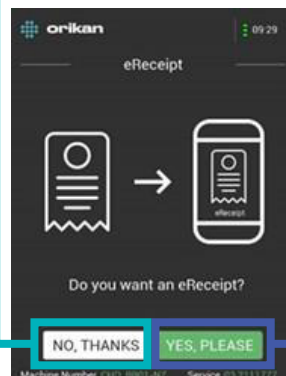 orikan 09:29
eReceipt
eReceipt
Do you want an eReceipt?
NO, THANKS YES, PLEASE
Machine Number Service